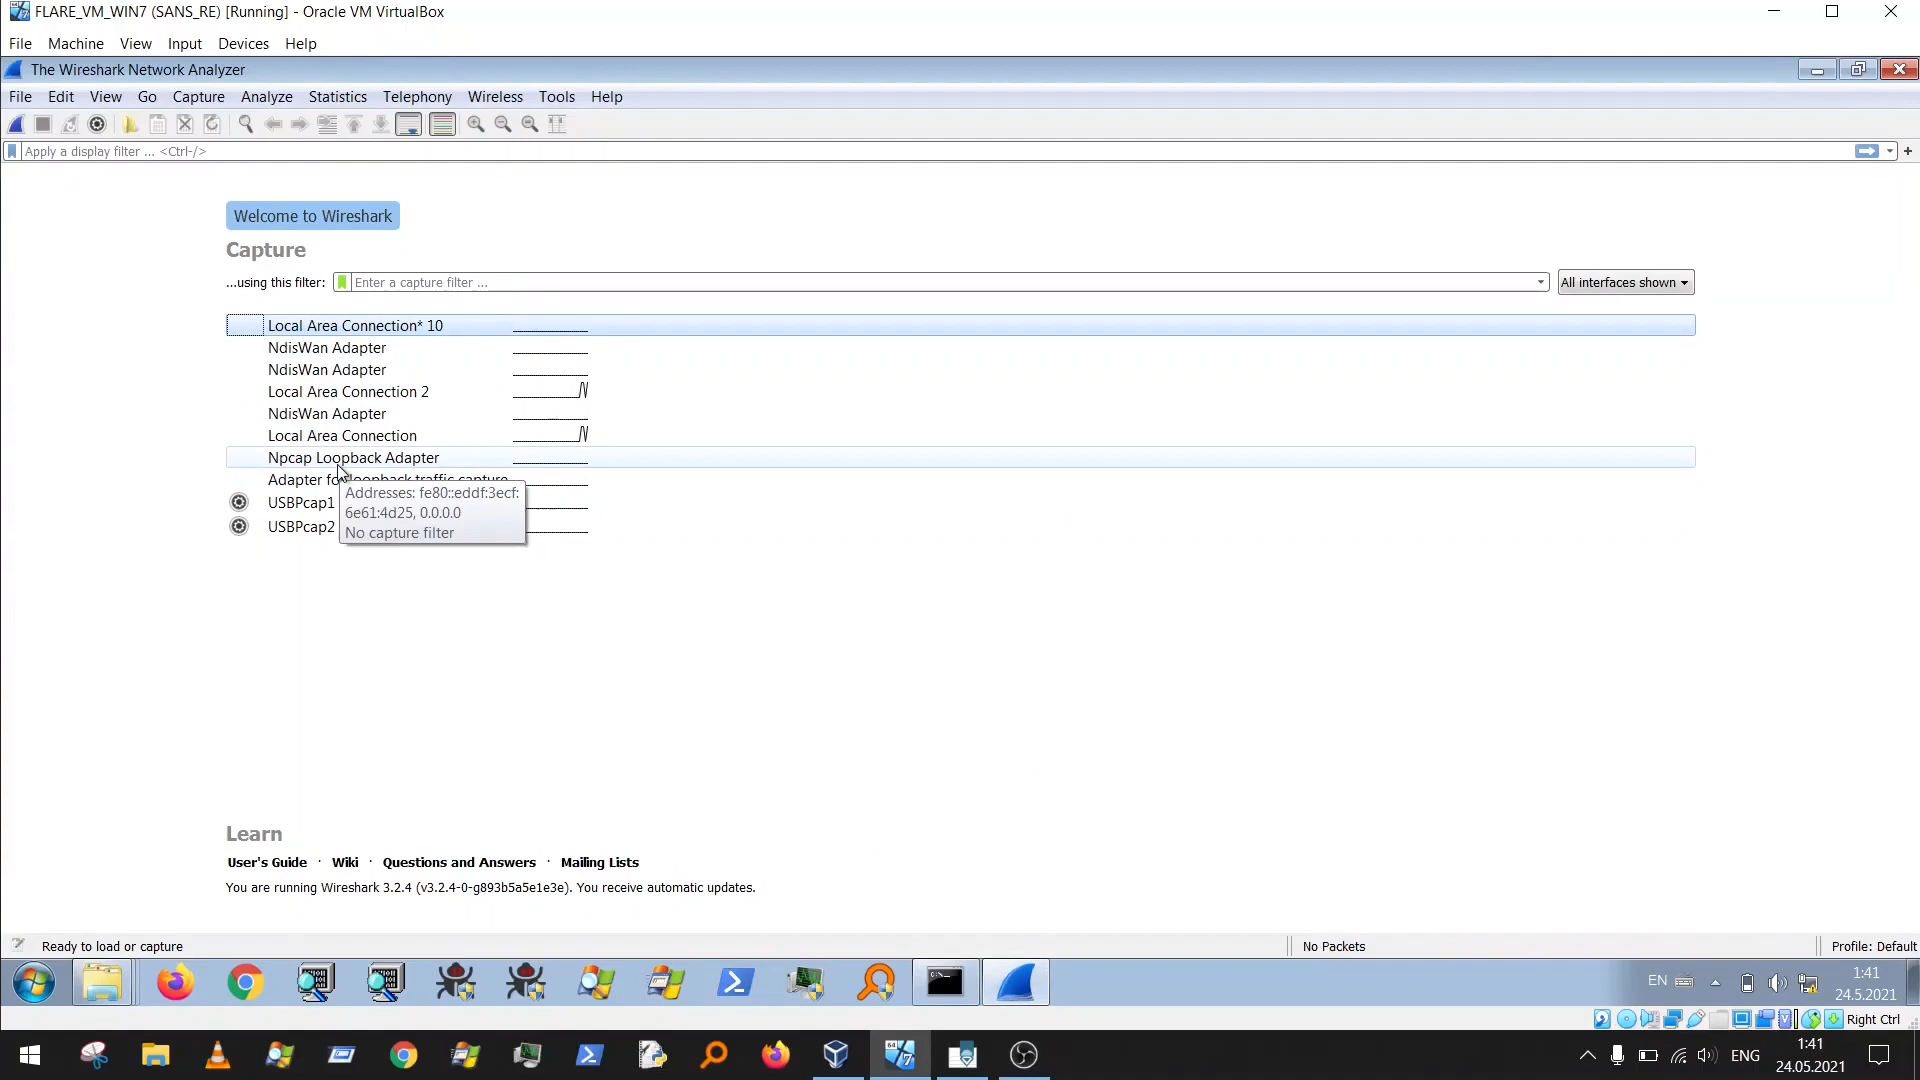 FLARE_VM_WIN7 (SANS_RE) [Running] - Oracle VM VirtualBox
File Machine View Input Devices Help
The Wireshark Network Analyzer
File Edit View Go Capture Analyze Statistics Telephony Wireless Tools Help
Apply a display filter ... <Ctrl-/>
Welcome to Wireshark
Capture
...using this filter: Enter a capture filter ... All interfaces shown
Local Area Connection* 10
NdisWan Adapter
NdisWan Adapter
Local Area Connection 2
NdisWan Adapter
Local Area Connection
Npcap Loopback Adapter
Adapter for loopback traffic capture
USBPcap1
USBPcap2
Addresses: fe80::eddf:3ecf:
6e61:4d25, 0.0.0.0
No capture filter
Learn
User's Guide · Wiki · Questions and Answers · Mailing Lists
You are running Wireshark 3.2.4 (v3.2.4-0-g893b5a5e1e3e). You receive automatic updates.
Ready to load or capture No Packets Profile: Default
EN 1:41
24.5.2021
Right Ctrl
ENG 1:41
24.05.2021